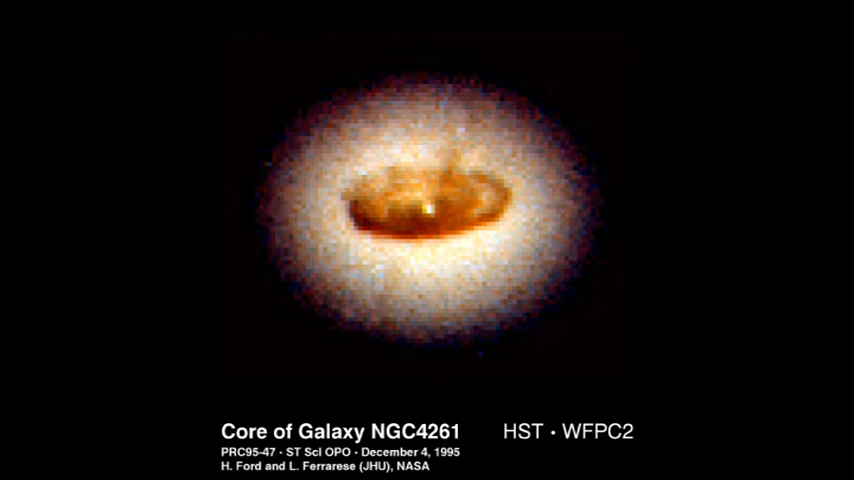 Core of Galaxy NGC4261 HST • WFPC2
PRC95-47 • ST ScI OPO • December 4, 1995
H. Ford and L. Ferrarese (JHU), NASA